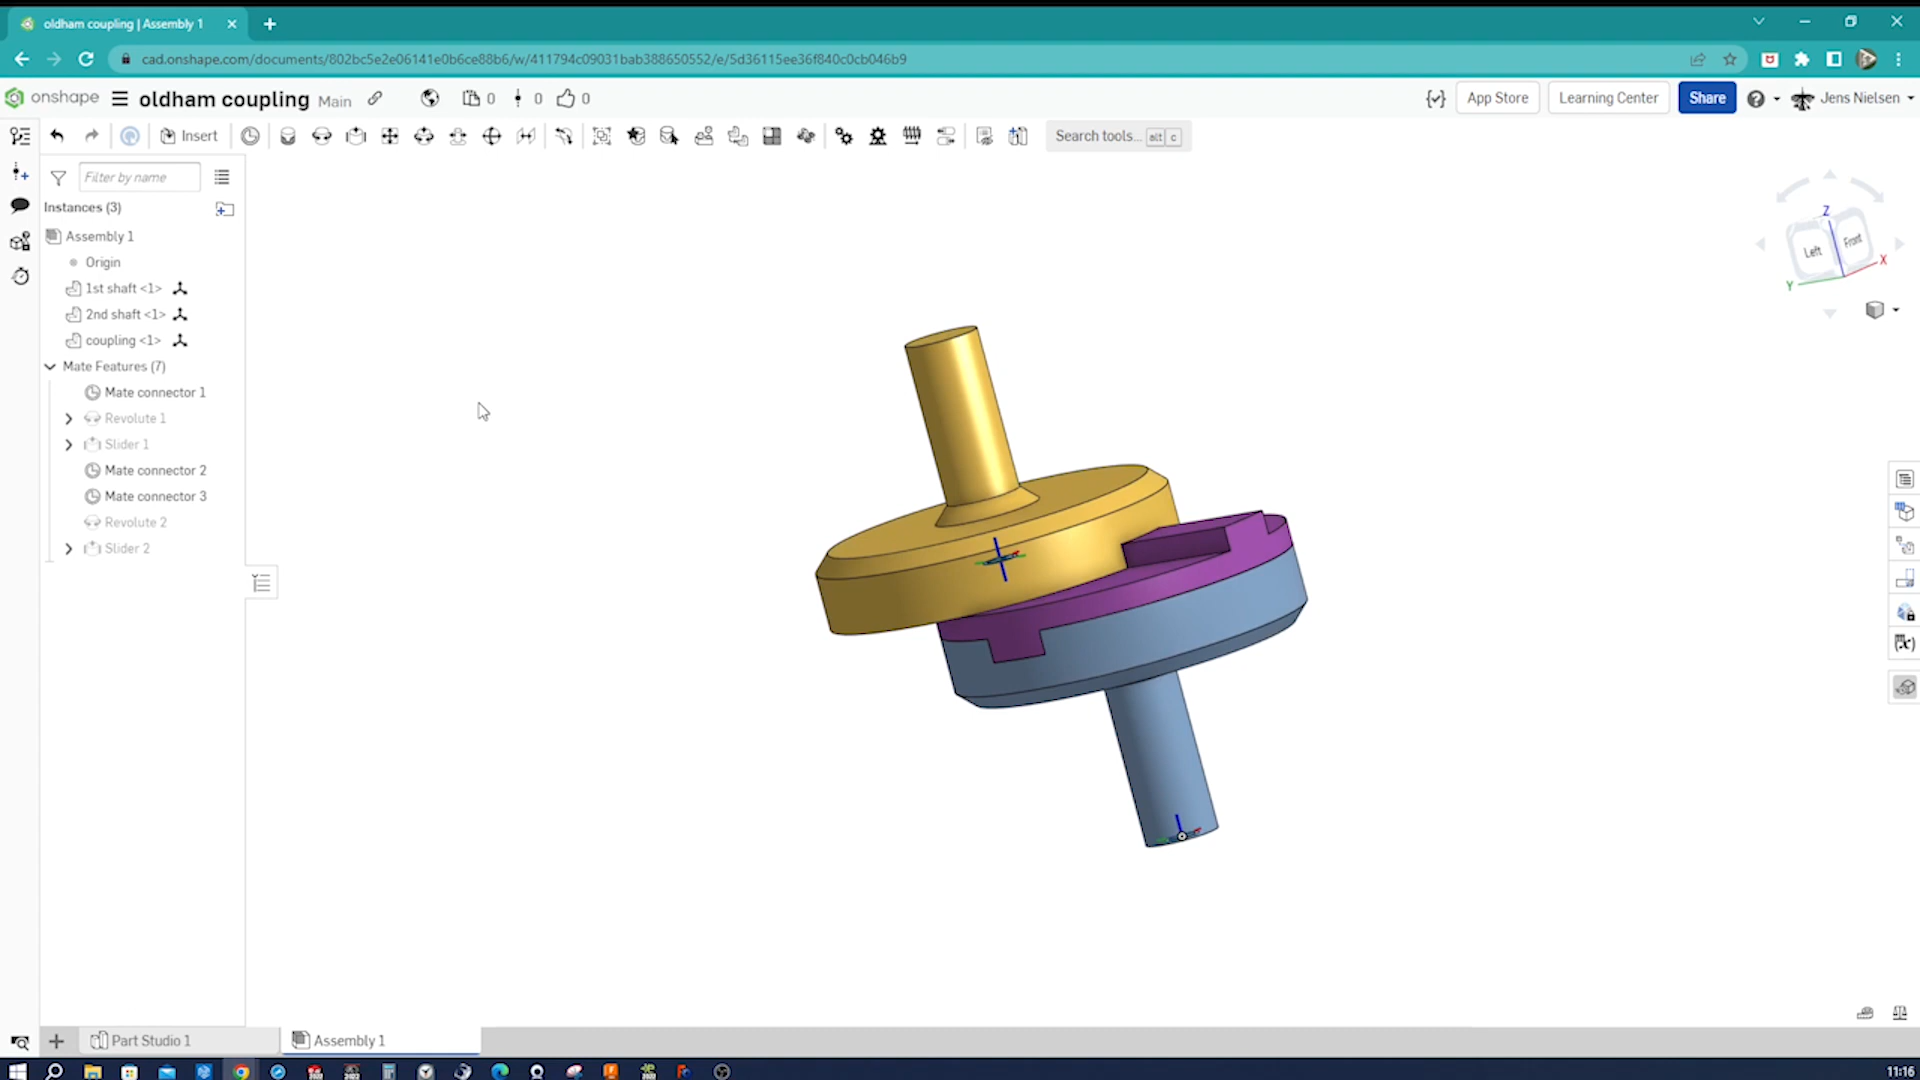 oldham coupling | Assembly 1
cad.onshape.com/documents/802bc5e2e06141e0b6ce88b6/w/411794c09031bab388650552/e/5d36115ee36f840c0cb046b9
onshape oldham coupling Main 0 0 0 App Store Learning Center Share Jens Nielsen
Insert Search tools... alt c
Filter by name
Instances (3)
Assembly 1
Origin
1st shaft <1>
2nd shaft <1>
coupling <1>
Mate Features (7)
Mate connector 1
Revolute 1
Slider 1
Mate connector 2
Mate connector 3
Revolute 2
Slider 2
Z
Left Front
X
Y
Part Studio 1 Assembly 1
11:16